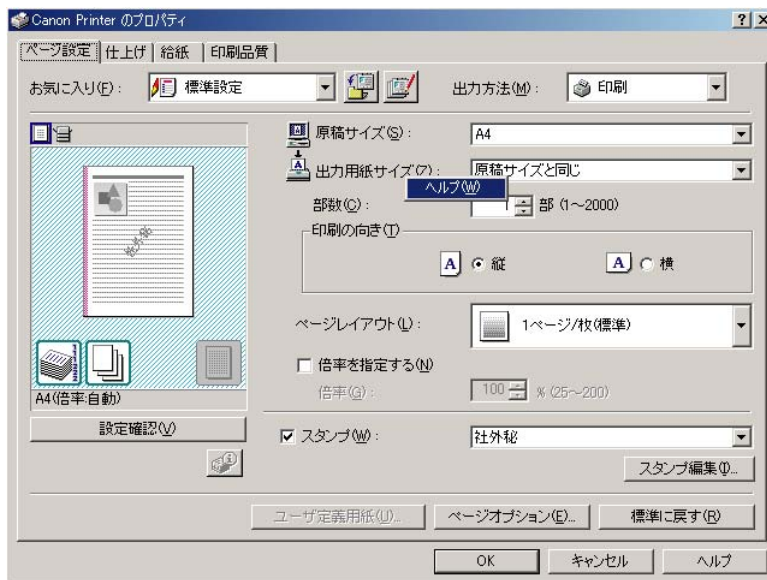 Canon Printer のプロパティ
ページ設定 仕上げ 給紙 印刷品質
お気に入り(F): 標準設定 出力方法(M): 印刷
原稿サイズ(S): A4
出力用紙サイズ(Z): 原稿サイズと同じ
ヘルプ(W)
部数(C): 1 部 (1～2000)
印刷の向き(T)
A 縦 A 横
社外秘
ページレイアウト(L): 1ページ/枚(標準)
倍率を指定する(N)
倍率(G): 100 % (25～200)
A4(倍率:自動)
設定確認(V)
スタンプ(W): 社外秘
スタンプ編集(I)...
ユーザ定義用紙(U)... ページオプション(E)... 標準に戻す(R)
OK キャンセル ヘルプ